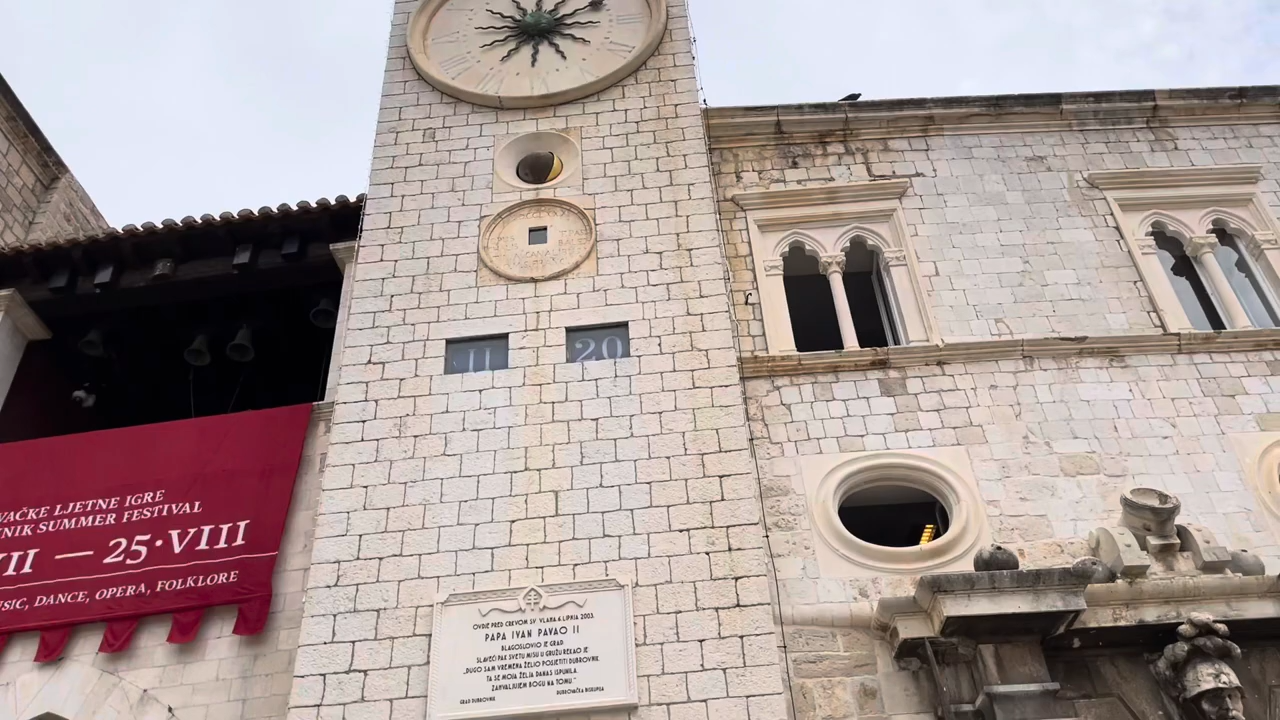 II
20
VAČKE LJETNE IGRE
NIK SUMMER FESTIVAL
VII — 25·VIII
USIC, DANCE, OPERA, FOLKLORE
OVDJE PRED CRKVOM SV. VLAHA 6. LIPNJA 2003.
PAPA IVAN PAVAO II
BLAGOSLOVIO JE GRAD.
SLAVEĆI PAK SVETU MISU U GRUŽU REKAO JE
„DUGO SAM VREMENA ŽELIO POSJETITI DUBROVNIK.
TA SE MOJA ŽELJA DANAS ISPUNILA.
ZAHVALJUJEM BOGU NA TOMU."
GRAD DUBROVNIK DUBROVAČKA BISKUPIJA